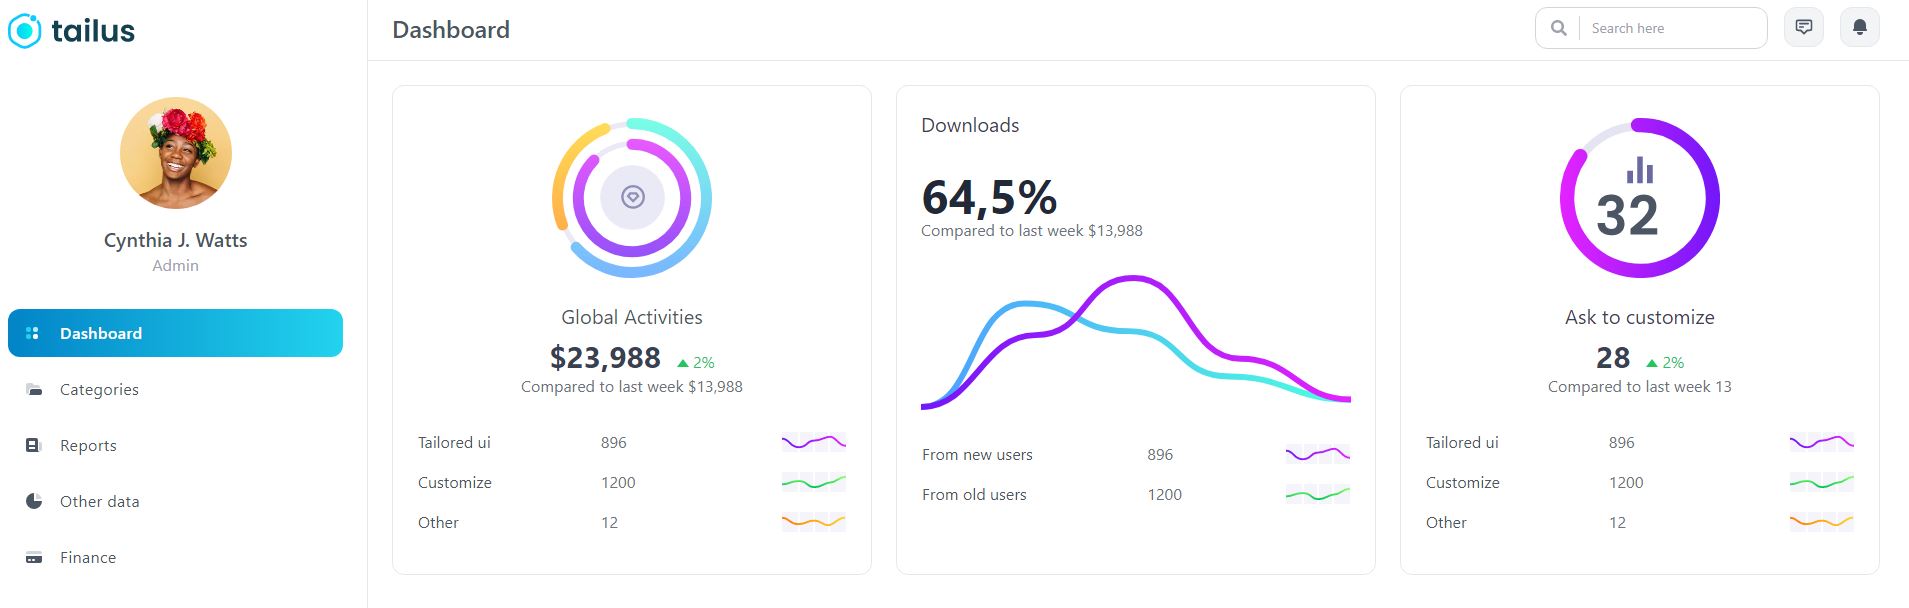 tailus
Cynthia J. Watts
Admin
Dashboard
Categories
Reports
Other data
Finance
Dashboard
Search here
Global Activities
$23,988 2%
Compared to last week $13,988
Tailored ui 896
Customize 1200
Other 12
Downloads
64,5%
Compared to last week $13,988
From new users 896
From old users 1200
32
Ask to customize
28 2%
Compared to last week 13
Tailored ui 896
Customize 1200
Other 12